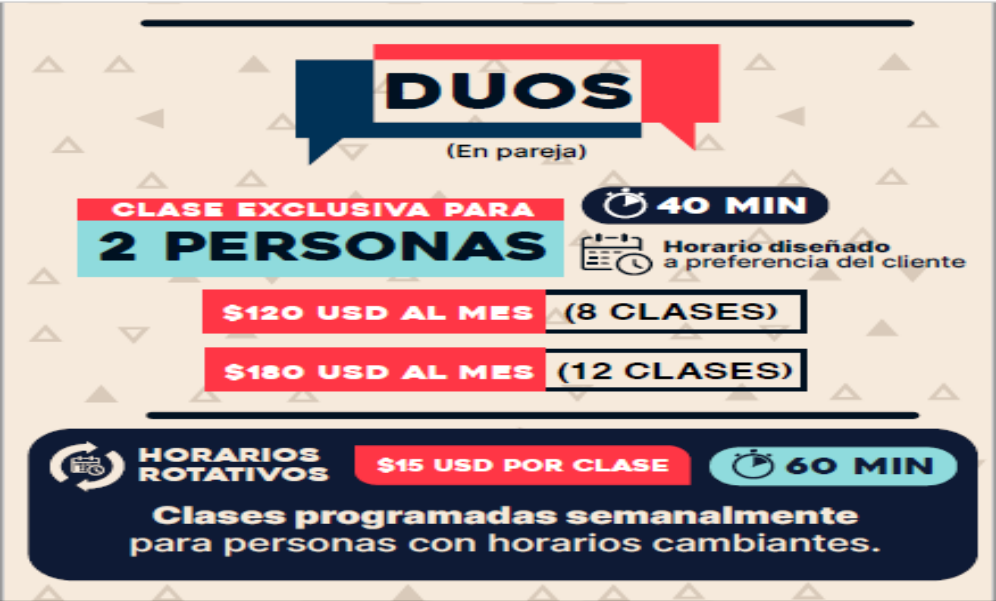 DUOS
(En pareja)
CLASE EXCLUSIVA PARA
2 PERSONAS
40 MIN
Horario diseñado
a preferencia del cliente
$120 USD AL MES (8 CLASES)
$180 USD AL MES (12 CLASES)
HORARIOS
ROTATIVOS
$15 USD POR CLASE
60 MIN
Clases programadas semanalmente
para personas con horarios cambiantes.